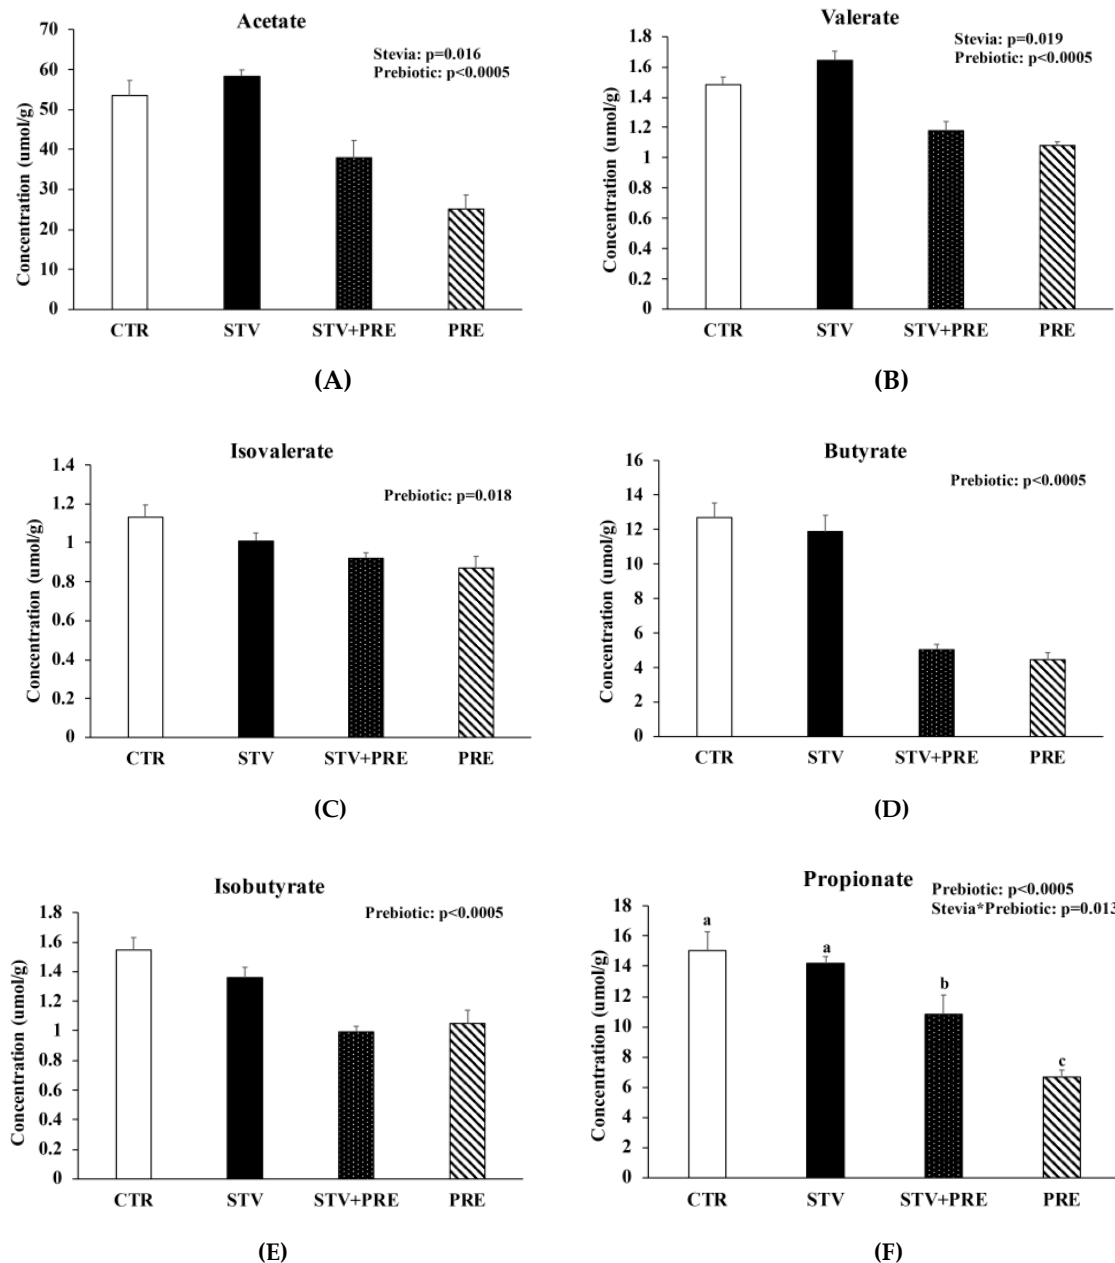 Acetate
Stevia: p=0.016
Prebiotic: p<0.0005
Concentration (umol/g)
70
60
50
40
30
20
10
0
CTR STV STV+PRE PRE
(A)
Valerate
Stevia: p=0.019
Prebiotic: p<0.0005
Concentration (umol/g)
1.8
1.6
1.4
1.2
1
0.8
0.6
0.4
0.2
0
CTR STV STV+PRE PRE
(B)
Isovalerate
Prebiotic: p=0.018
Concentration (umol/g)
1.4
1.2
1
0.8
0.6
0.4
0.2
0
CTR STV STV+PRE PRE
(C)
Butyrate
Prebiotic: p<0.0005
Concentration (umol/g)
16
14
12
10
8
6
4
2
0
CTR STV STV+PRE PRE
(D)
Isobutyrate
Prebiotic: p<0.0005
Concentration (umol/g)
1.8
1.6
1.4
1.2
1
0.8
0.6
0.4
0.2
0
CTR STV STV+PRE PRE
(E)
Propionate
Prebiotic: p<0.0005
Stevia*Prebiotic: p=0.013
Concentration (umol/g)
18
16
14
12
10
8
6
4
2
0
a
a
b
c
CTR STV STV+PRE PRE
(F)